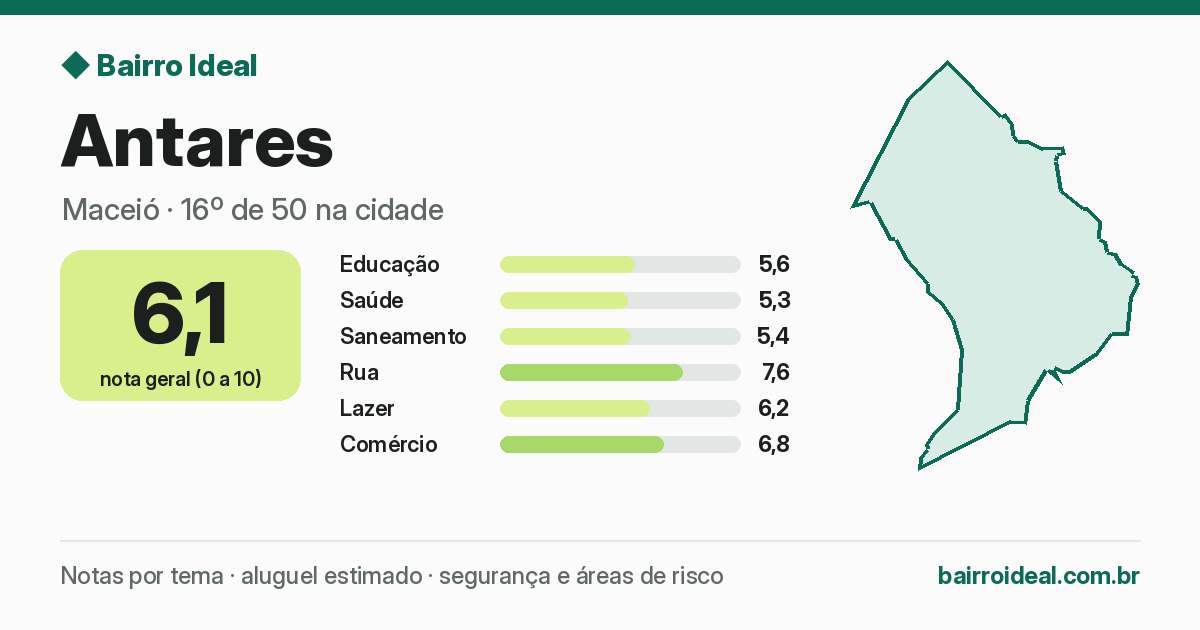 Bairro Ideal
Antares
Maceió · 16º de 50 na cidade
6,1
nota geral (0 a 10)
Educação 5,6
Saúde 5,3
Saneamento 5,4
Rua 7,6
Lazer 6,2
Comércio 6,8
Notas por tema · aluguel estimado · segurança e áreas de risco
bairroideal.com.br